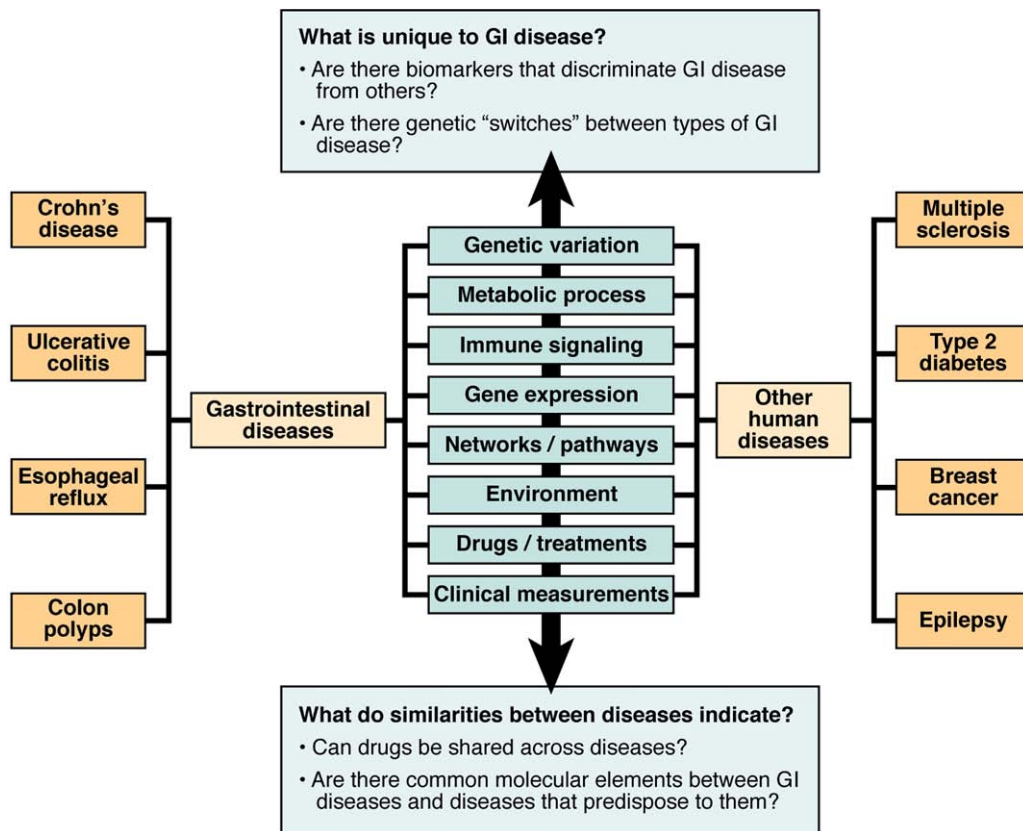 What is unique to GI disease?
• Are there biomarkers that discriminate GI disease
from others?
• Are there genetic “switches” between types of GI
disease?
Crohn’s
disease
Ulcerative
colitis
Esophageal
reflux
Colon
polyps
Gastrointestinal
diseases
Genetic variation
Metabolic process
Immune signaling
Gene expression
Networks / pathways
Environment
Drugs / treatments
Clinical measurements
Other
human
diseases
Multiple
sclerosis
Type 2
diabetes
Breast
cancer
Epilepsy
What do similarities between diseases indicate?
• Can drugs be shared across diseases?
• Are there common molecular elements between GI
diseases and diseases that predispose to them?